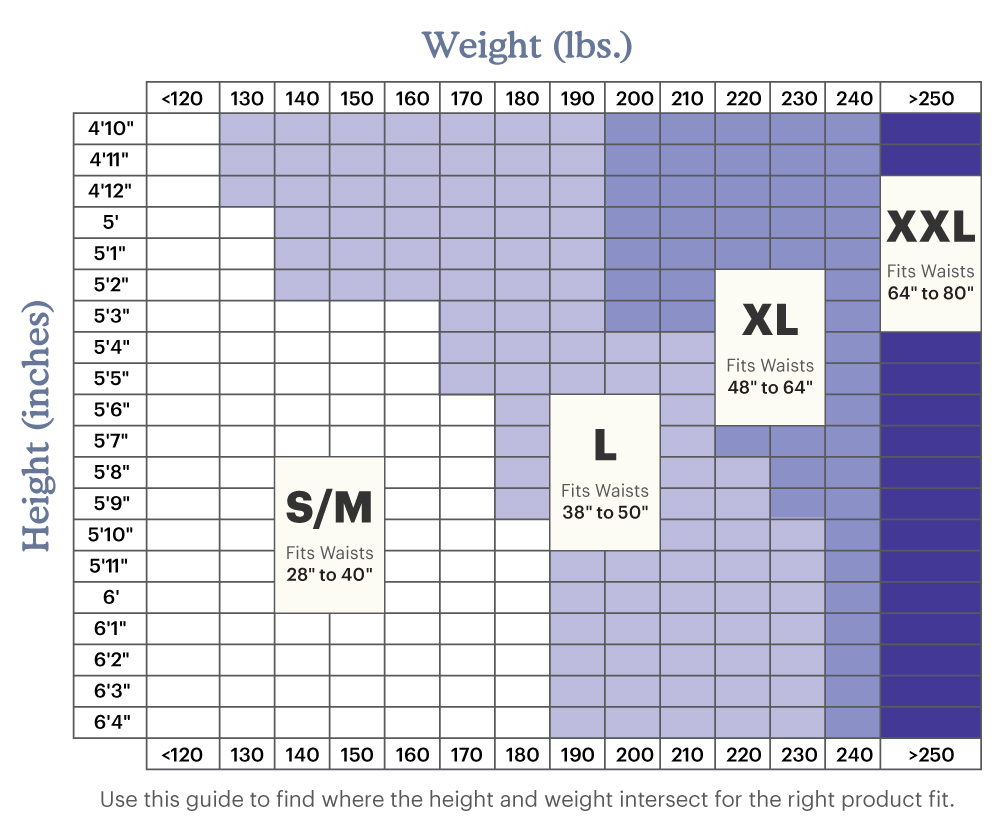 Weight (lbs.)
<120 130 140 150 160 170 180 190 200 210 220 230 240 >250
Height (inches)
4'10"
4'11"
4'12"
5'
5'1"
5'2"
5'3"
5'4"
5'5"
5'6"
5'7"
5'8"
5'9"
5'10"
5'11"
6'
6'1"
6'2"
6'3"
6'4"
XXL
Fits Waists
64" to 80"
XL
Fits Waists
48" to 64"
L
Fits Waists
38" to 50"
S/M
Fits Waists
28" to 40"
<120 130 140 150 160 170 180 190 200 210 220 230 240 >250
Use this guide to find where the height and weight intersect for the right product fit.